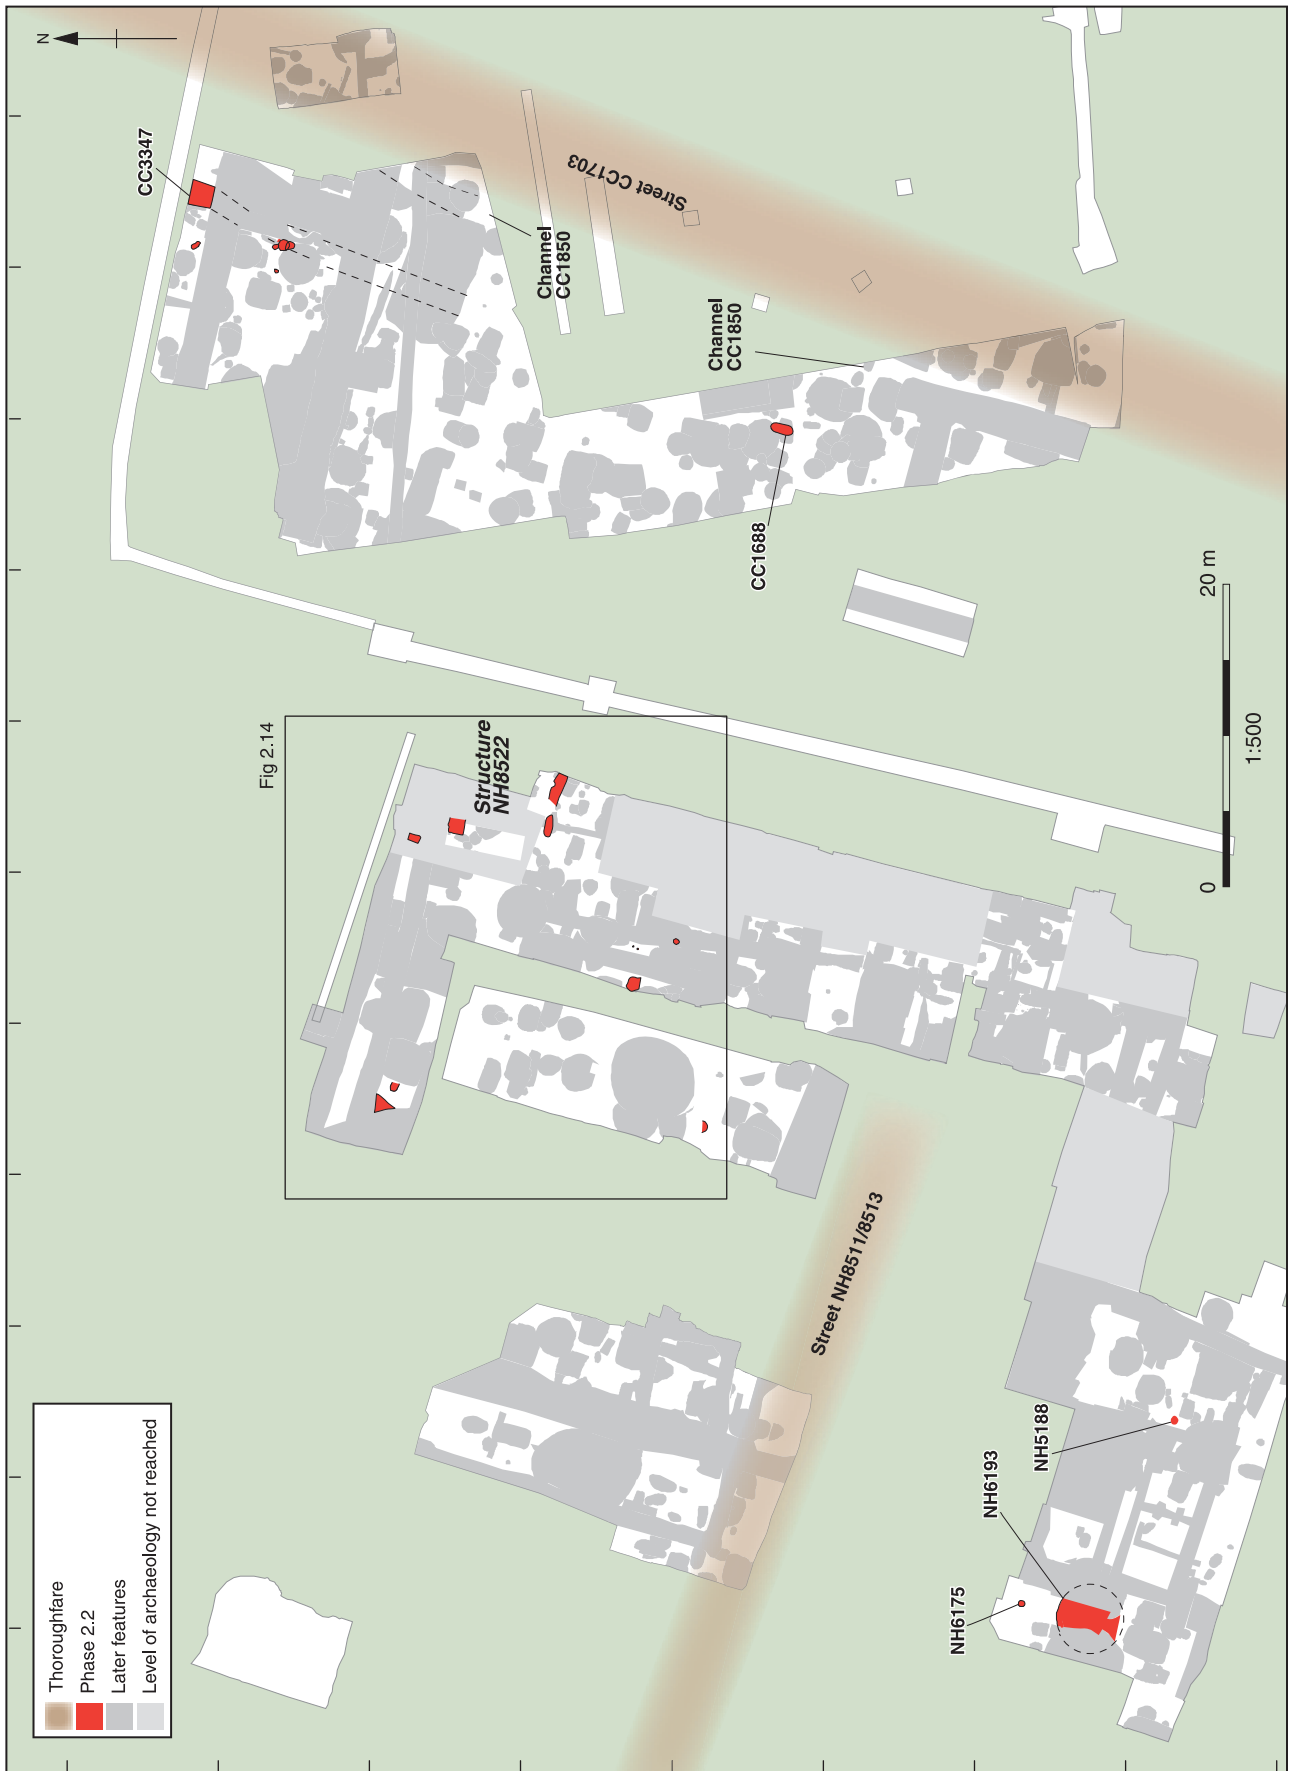 N
CC3347
Street CC1703
Channel
CC1850
Channel
CC1850
CC1688
Fig 2.14
Structure
NH8522
0
20 m
1:500
Street NH8511/8513
NH5188
NH6193
NH6175
Thoroughfare
Phase 2.2
Later features
Level of archaeology not reached